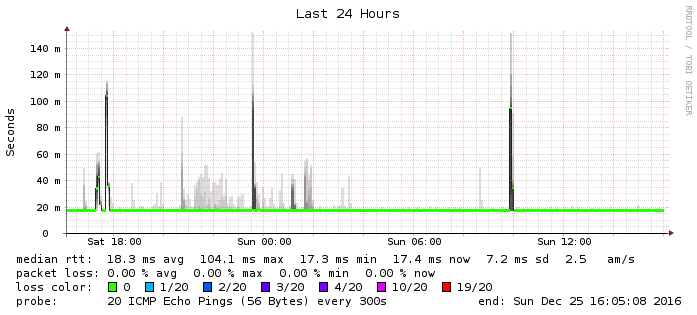 Last 24 Hours
RRDTOOL / TOBI OETIKER
Seconds
140 m
120 m
100 m
80 m
60 m
40 m
20 m
0
Sat 18:00 Sun 00:00 Sun 06:00 Sun 12:00
median rtt: 18.3 ms avg 104.1 ms max 17.3 ms min 17.4 ms now 7.2 ms sd 2.5 am/s
packet loss: 0.00 % avg 0.00 % max 0.00 % min 0.00 % now
loss color: 0 1/20 2/20 3/20 4/20 10/20 19/20
probe: 20 ICMP Echo Pings (56 Bytes) every 300s end: Sun Dec 25 16:05:08 2016